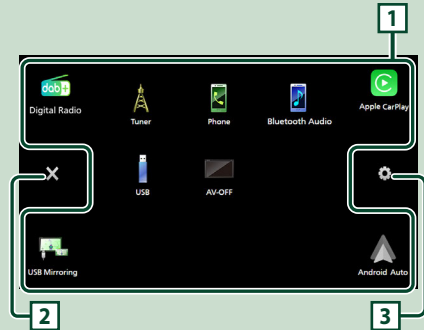 1
dab+
Digital Radio
Tuner
Phone
Bluetooth Audio
Apple CarPlay
USB
AV-OFF
USB Mirroring
Android Auto
2
3